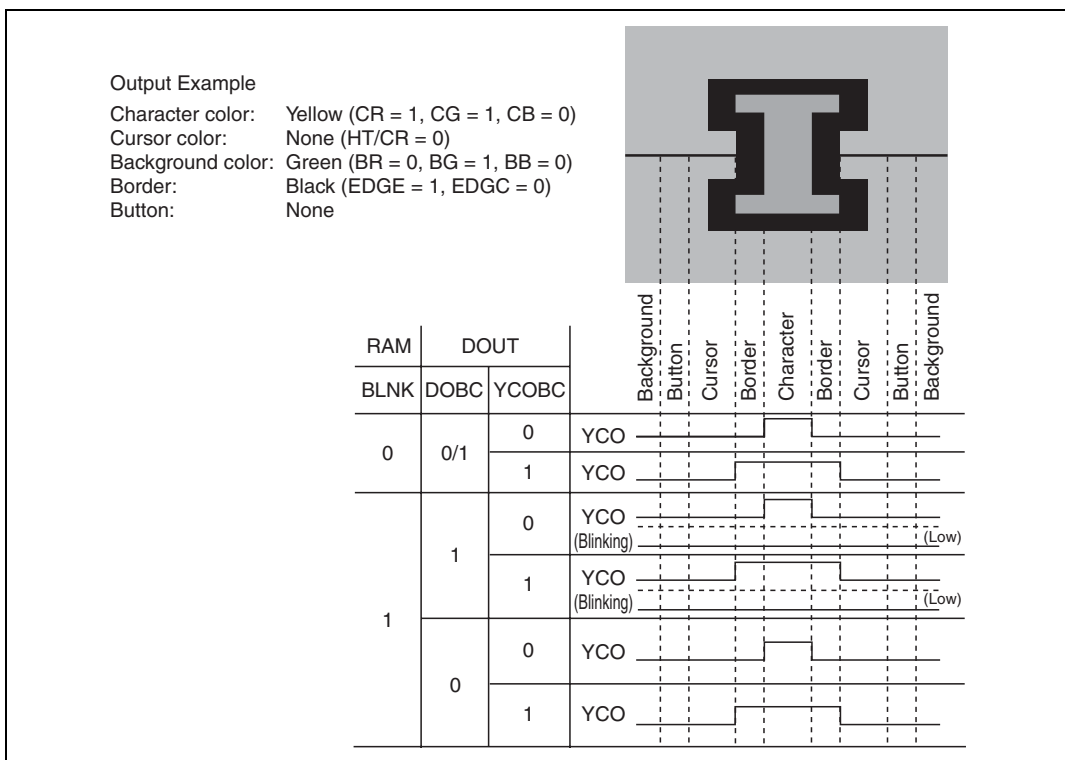 Output Example
Character color: Yellow (CR = 1, CG = 1, CB = 0)
Cursor color: None (HT/CR = 0)
Background color: Green (BR = 0, BG = 1, BB = 0)
Border: Black (EDGE = 1, EDGC = 0)
Button: None
Background
Button
Cursor
Border
Character
Border
Cursor
Button
Background
RAM DOUT
BLNK DOBC YCOBC
0 0/1 0 YCO
1 YCO
1 1 0 YCO
(Blinking) (Low)
1 YCO
(Blinking) (Low)
0 0 YCO
1 YCO